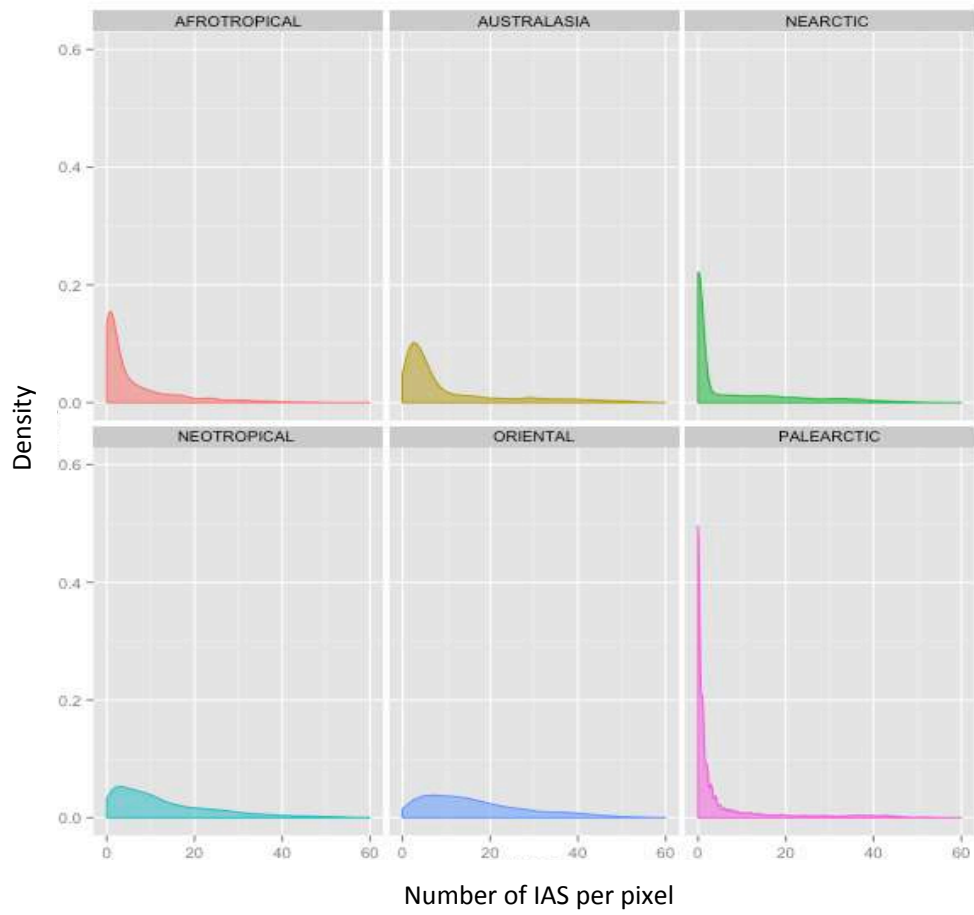 AFROTROPICAL AUSTRALASIA NEARCTIC
0.6
0.4
0.2
0.0
NEOTROPICAL ORIENTAL PALEARCTIC
0.6
0.4
0.2
0.0
0 20 40 60 0 20 40 60 0 20 40 60
Density
Number of IAS per pixel